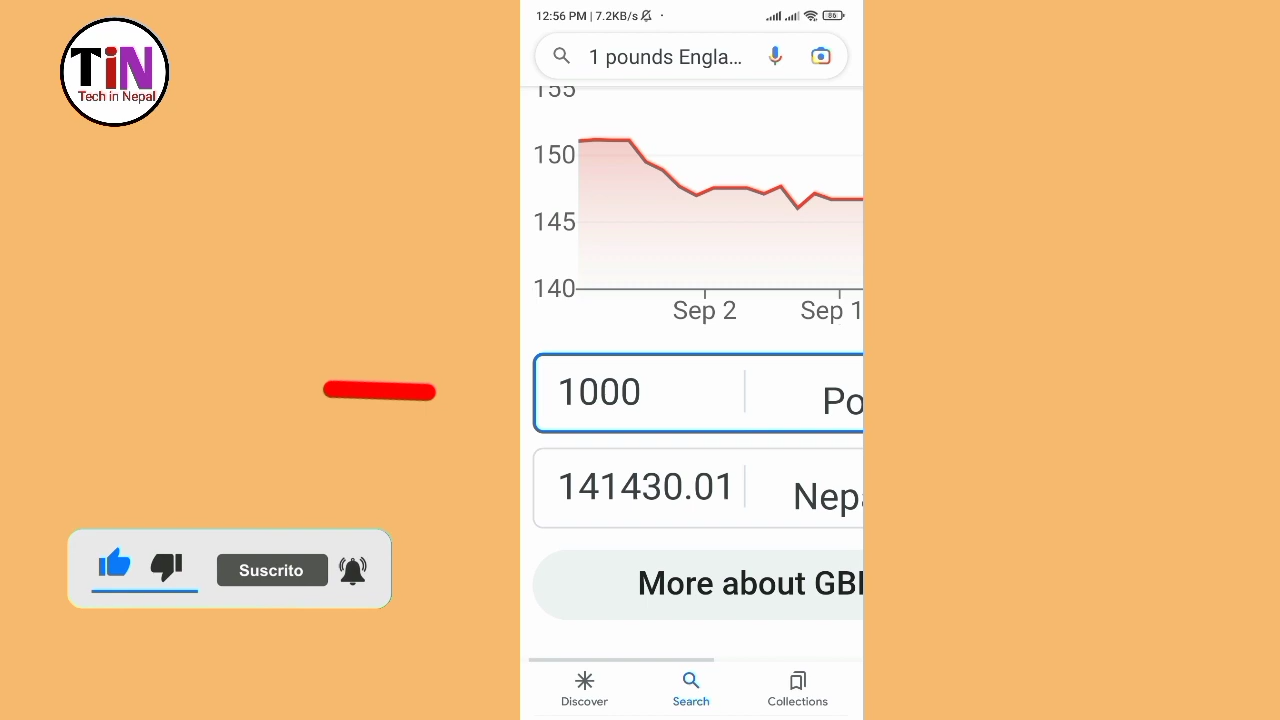 TiN
Tech in Nepal
12:56 PM | 7.2KB/s
86
1 pounds Engla...
155
150
145
140
Sep 2
Sep 1
1000
Po
141430.01
Nep
More about GB
Suscrito
Discover
Search
Collections